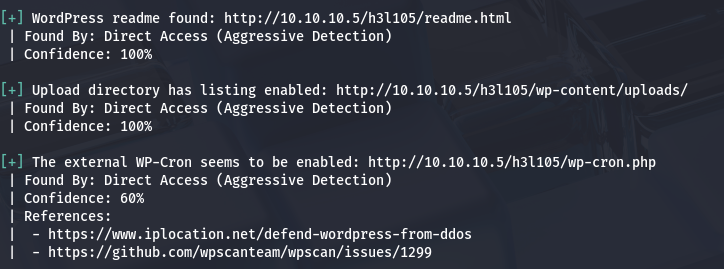 [+] WordPress readme found: http://10.10.10.5/h3l105/readme.html
| Found By: Direct Access (Aggressive Detection)
| Confidence: 100%
[+] Upload directory has listing enabled: http://10.10.10.5/h3l105/wp-content/uploads/
| Found By: Direct Access (Aggressive Detection)
| Confidence: 100%
[+] The external WP-Cron seems to be enabled: http://10.10.10.5/h3l105/wp-cron.php
| Found By: Direct Access (Aggressive Detection)
| Confidence: 60%
| References:
|  - https://www.iplocation.net/defend-wordpress-from-ddos
|  - https://github.com/wpscanteam/wpscan/issues/1299